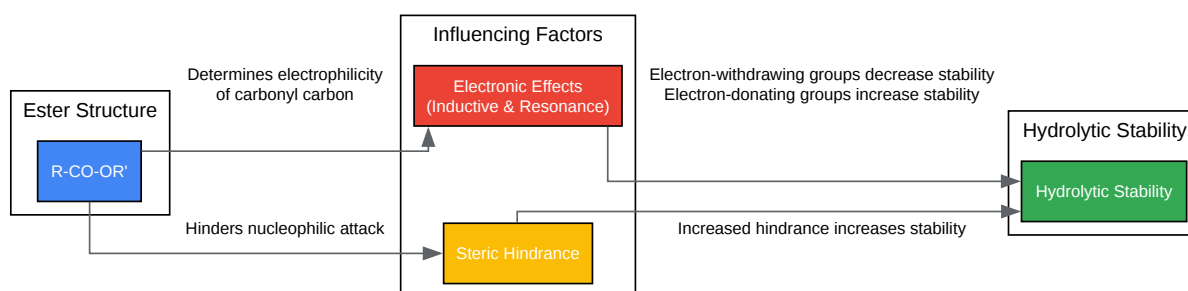 Influencing Factors
Determines electrophilicity
of carbonyl carbon
Electronic Effects
(Inductive & Resonance)
Electron-withdrawing groups decrease stability
Electron-donating groups increase stability
Ester Structure
R-CO-OR'
Hydrolytic Stability
Hydrolytic Stability
Hinders nucleophilic attack
Steric Hindrance
Increased hindrance increases stability